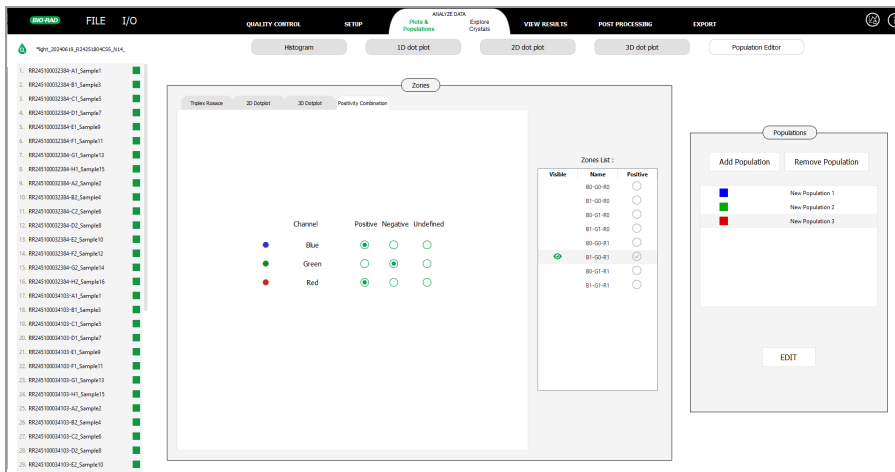 BIO-RAD FILE I/O
QUALITY CONTROL SETUP ANALYZE DATA Plots & Populations Explore Crystals VIEW RESULTS POST PROCESSING EXPORT
Histogram 1D dot plot 2D dot plot 3D dot plot Population Editor
1. RR245100032384-A1_Sample1
2. RR245100032384-B1_Sample3
3. RR245100032384-C1_Sample5
4. RR245100032384-D1_Sample7
5. RR245100032384-E1_Sample9
6. RR245100032384-F1_Sample11
7. RR245100032384-G1_Sample13
8. RR245100032384-H1_Sample15
9. RR245100032384-A2_Sample2
10. RR245100032384-B2_Sample4
11. RR245100032384-C2_Sample6
12. RR245100032384-D2_Sample8
13. RR245100032384-E2_Sample10
14. RR245100032384-F2_Sample12
15. RR245100032384-G2_Sample14
16. RR245100032384-H2_Sample16
17. RR245100034103-A1_Sample1
18. RR245100034103-B1_Sample3
19. RR245100034103-C1_Sample5
20. RR245100034103-D1_Sample7
21. RR245100034103-E1_Sample9
22. RR245100034103-F1_Sample11
23. RR245100034103-G1_Sample13
24. RR245100034103-H1_Sample15
25. RR245100034103-A2_Sample2
26. RR245100034103-B2_Sample4
27. RR245100034103-C2_Sample6
28. RR245100034103-D2_Sample8
29. RR245100034103-E2_Sample10
Zones
Triplex Rosace 2D Dotplot 3D Dotplot Positivity Combination
Channel Positive Negative Undefined
Blue
Green
Red
Zones List :
Visible Name Positive
B0-G0-R0
B1-G0-R0
B0-G1-R0
B1-G1-R0
B0-G0-R1
B1-G0-R1
B0-G1-R1
B1-G1-R1
Populations
Add Population Remove Population
New Population 1
New Population 2
New Population 3
EDIT